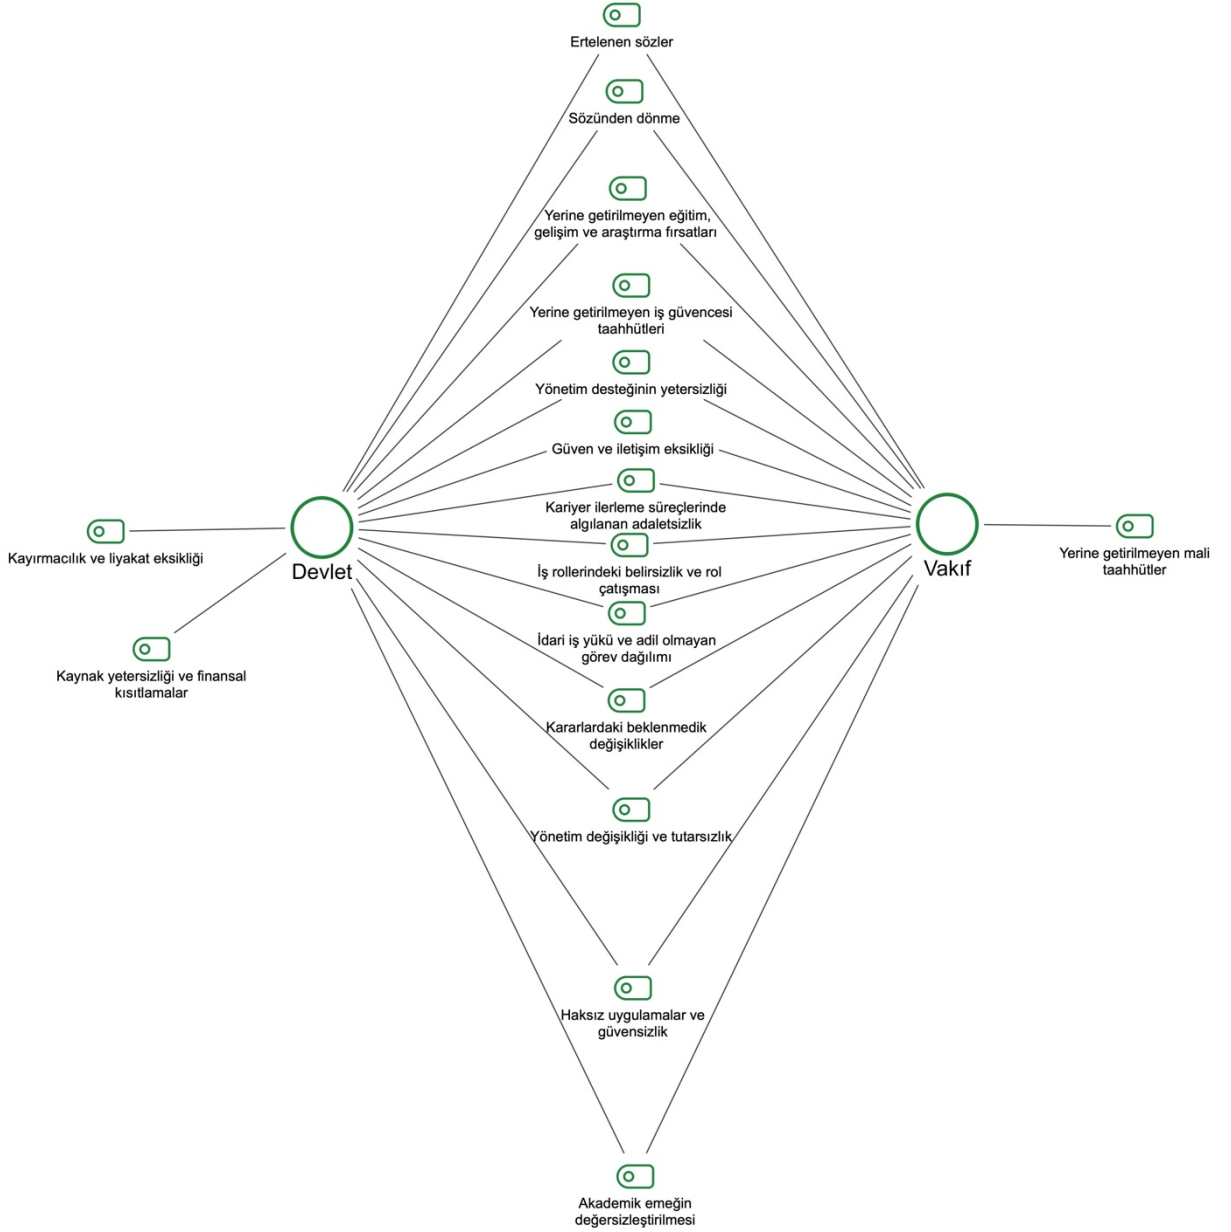 Ertelenen sözler
Sözünden dönme
Yerine getirilmeyen eğitim,
gelişim ve araştırma fırsatları
Yerine getirilmeyen iş güvencesi
taahhütleri
Yönetim desteğinin yetersizliği
Güven ve iletişim eksikliği
Kariyer ilerleme süreçlerinde
algılanan adaletsizlik
İş rollerindeki belirsizlik ve rol
çatışması
İdari iş yükü ve adil olmayan
görev dağılımı
Kararlardaki beklenmedik
değişiklikler
Yönetim değişikliği ve tutarsızlık
Haksız uygulamalar ve
güvensizlik
Akademik emeğin
değersizleştirilmesi
Devlet
Kayırmacılık ve liyakat eksikliği
Kaynak yetersizliği ve finansal
kısıtlamalar
Vakıf
Yerine getirilmeyen mali
taahhütler